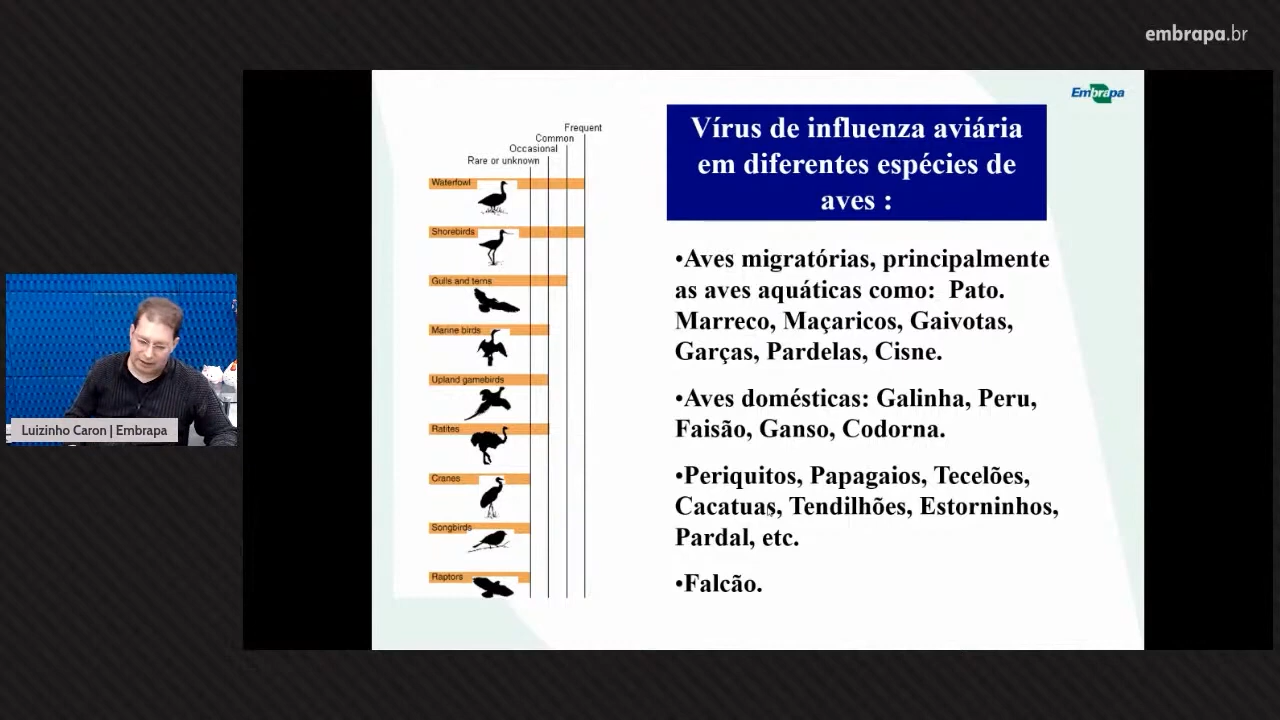 embrapa.br
Embrapa
Vírus de influenza aviária
em diferentes espécies de
aves :
Frequent
Common
Occasional
Rare or unknown
Waterfowl
Shorebirds
Gulls and terns
Marine birds
Upland gamebirds
Ratites
Cranes
Songbirds
Raptors
•Aves migratórias, principalmente
as aves aquáticas como:  Pato.
Marreco, Maçaricos, Gaivotas,
Garças, Pardelas, Cisne.
•Aves domésticas: Galinha, Peru,
Faisão, Ganso, Codorna.
•Periquitos, Papagaios, Tecelões,
Cacatuas, Tendilhões, Estorninhos,
Pardal, etc.
•Falcão.
Luizinho Caron | Embrapa